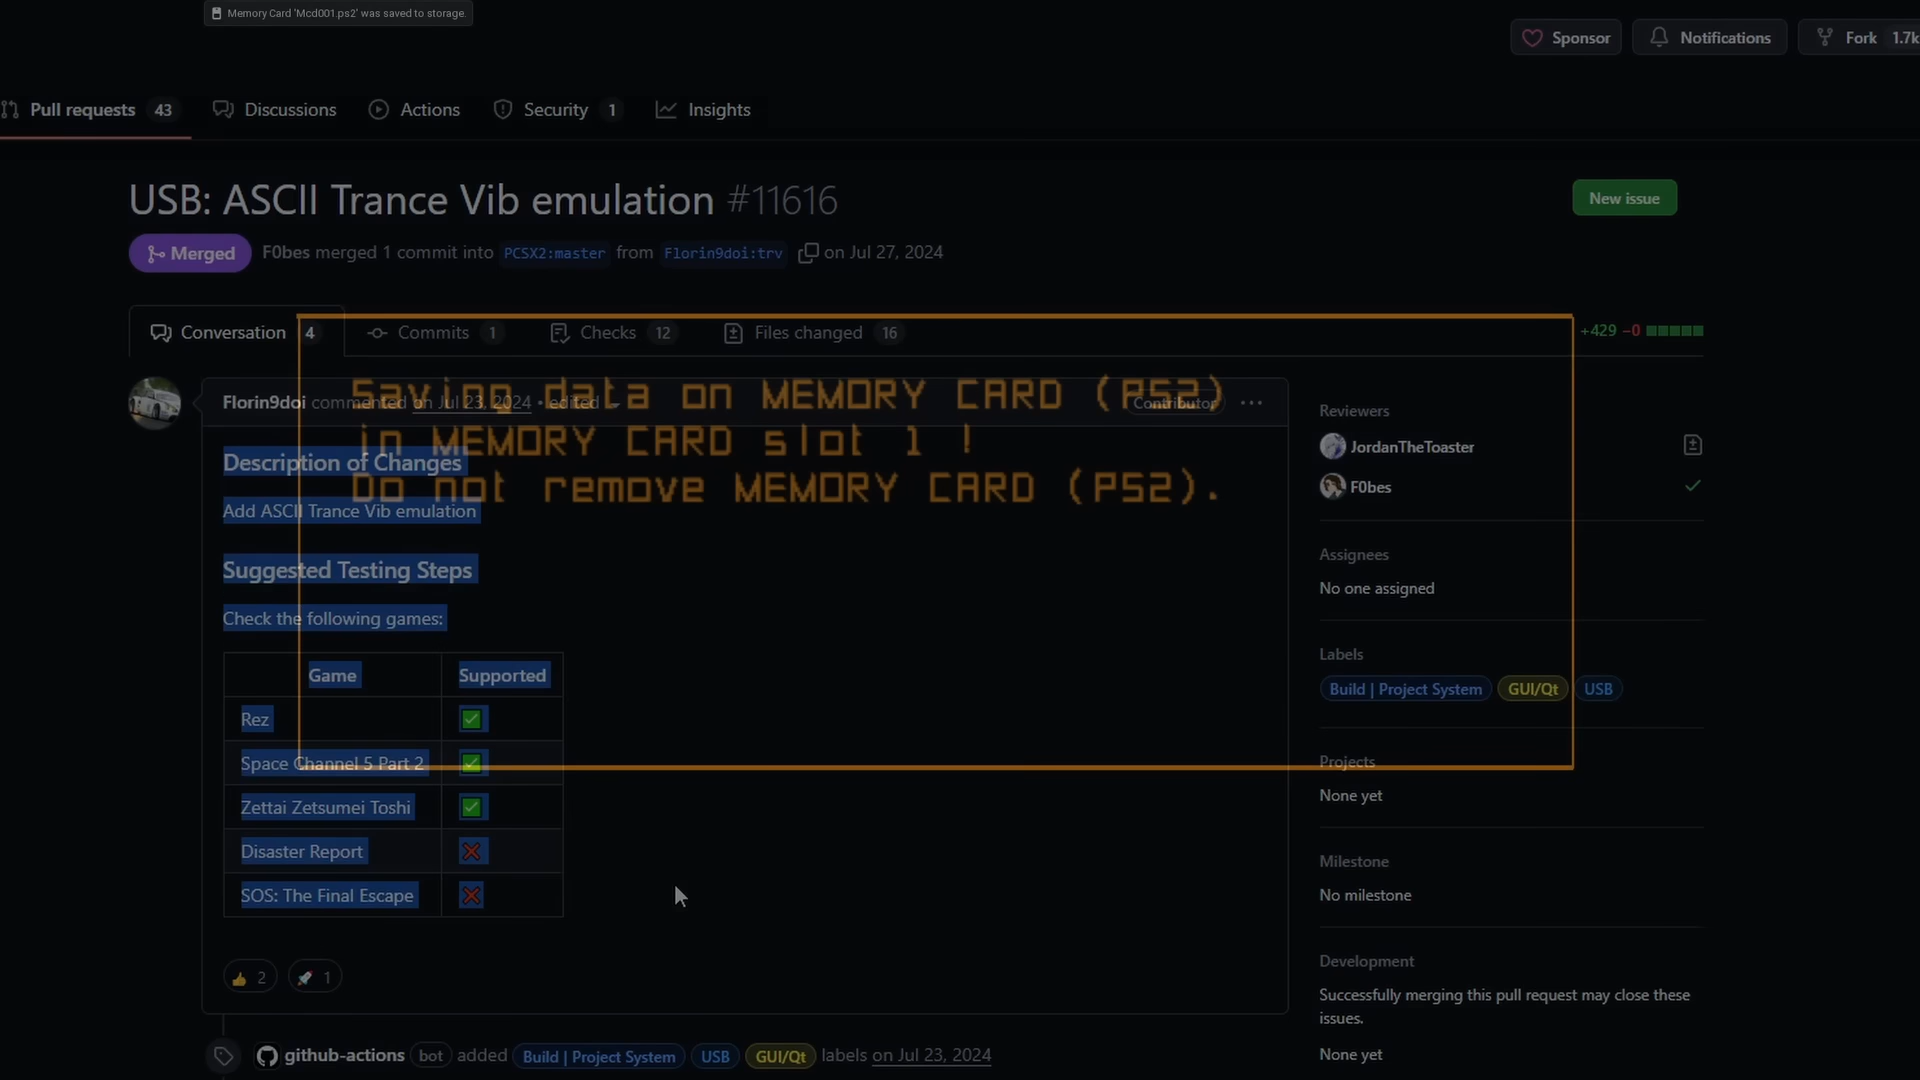 Memory Card 'Mcd001.ps2' was saved to storage.
Sponsor
Notifications
Fork 1.7k
Pull requests 43
Discussions
Actions
Security 1
Insights
USB: ASCII Trance Vib emulation #11616
New issue
Merged
F0bes merged 1 commit into PCSX2:master from Florin9doi:trv on Jul 27, 2024
Conversation 4
Commits 1
Checks 12
Files changed 16
+429 −0
Florin9doi commented on Jul 23, 2024 • edited
Contributor
Saving data on MEMORY CARD (PS2)
in MEMORY CARD slot 1 !
Do not remove MEMORY CARD (PS2).
Description of Changes
Add ASCII Trance Vib emulation
Suggested Testing Steps
Check the following games:
Game Supported
Rez
Space Channel 5 Part 2
Zettai Zetsumei Toshi
Disaster Report
SOS: The Final Escape
2
1
github-actions bot added Build | Project System USB GUI/Qt labels on Jul 23, 2024
Reviewers
JordanTheToaster
F0bes
Assignees
No one assigned
Labels
Build | Project System GUI/Qt USB
Projects
None yet
Milestone
No milestone
Development
Successfully merging this pull request may close these
issues.
None yet